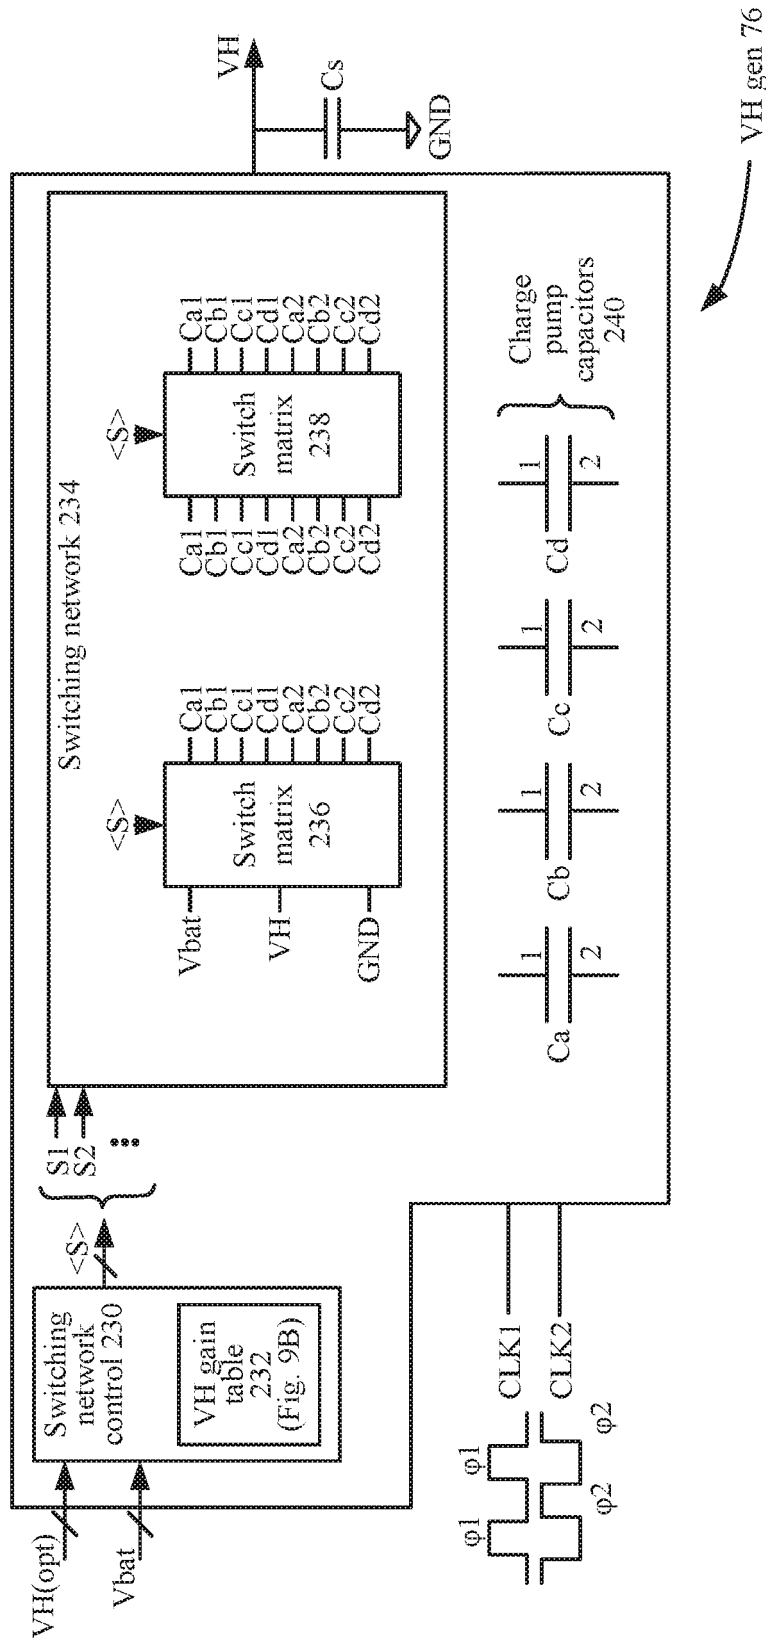 VH(opt)
Vbat
Switching
network
control 230
VH gain
table
232
(Fig. 9B)
<S>
S1
S2
Switching network 234
<S>
Vbat
VH
GND
Switch
matrix
236
Ca1
Cb1
Cc1
Cd1
Ca2
Cb2
Cc2
Cd2
<S>
Ca1
Cb1
Cc1
Cd1
Ca2
Cb2
Cc2
Cd2
Switch
matrix
238
Ca1
Cb1
Cc1
Cd1
Ca2
Cb2
Cc2
Cd2
VH
Cs
GND
φ1
φ1
φ2
φ2
CLK1
CLK2
Ca
1
2
Cb
1
2
Cc
1
2
Cd
1
2
Charge
pump
capacitors
240
VH gen 76